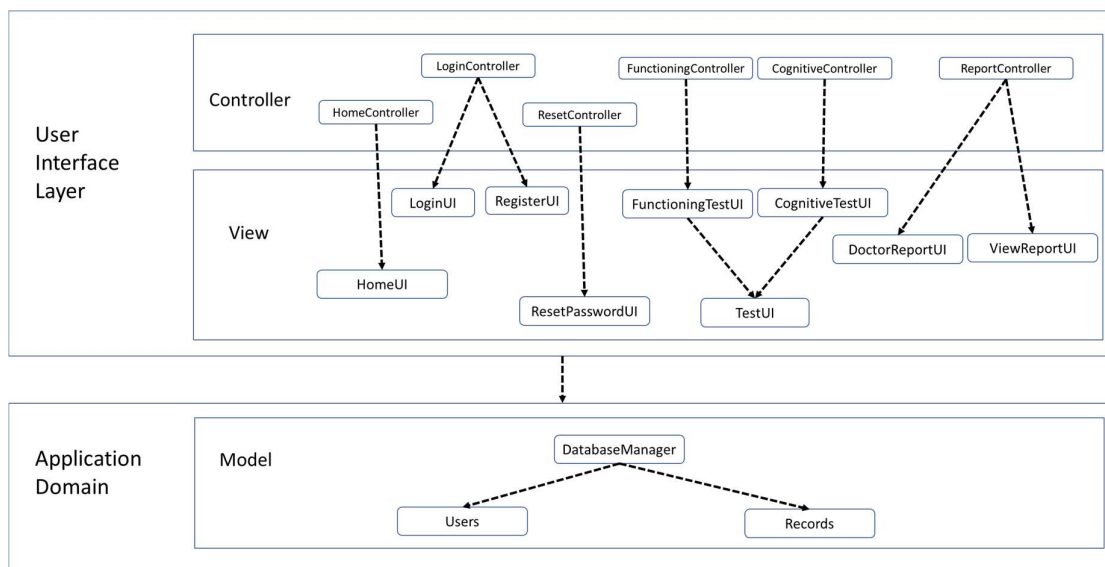 User
Interface
Layer
Controller
LoginController
FunctioningController
CognitiveController
ReportController
HomeController
ResetController
View
LoginUI
RegisterUI
FunctioningTestUI
CognitiveTestUI
DoctorReportUI
ViewReportUI
HomeUI
ResetPasswordUI
TestUI
Application
Domain
Model
DatabaseManager
Users
Records